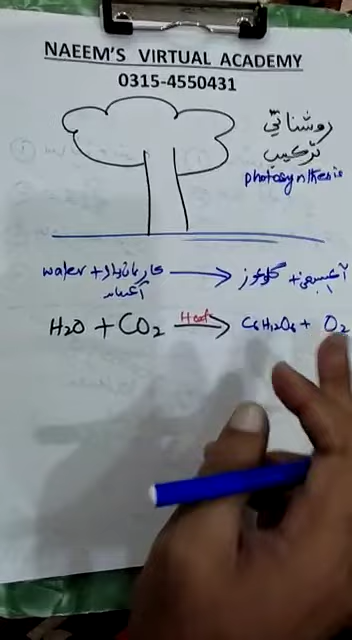 NAEEM'S VIRTUAL ACADEMY
0315-4550431
روشنائی
ترکیب
photosynthesis
water + کاربن ڈائی آکسائیڈ → گلوکوز + آکسیجن
H2O + CO2 Heat → C6H12O6 + O2